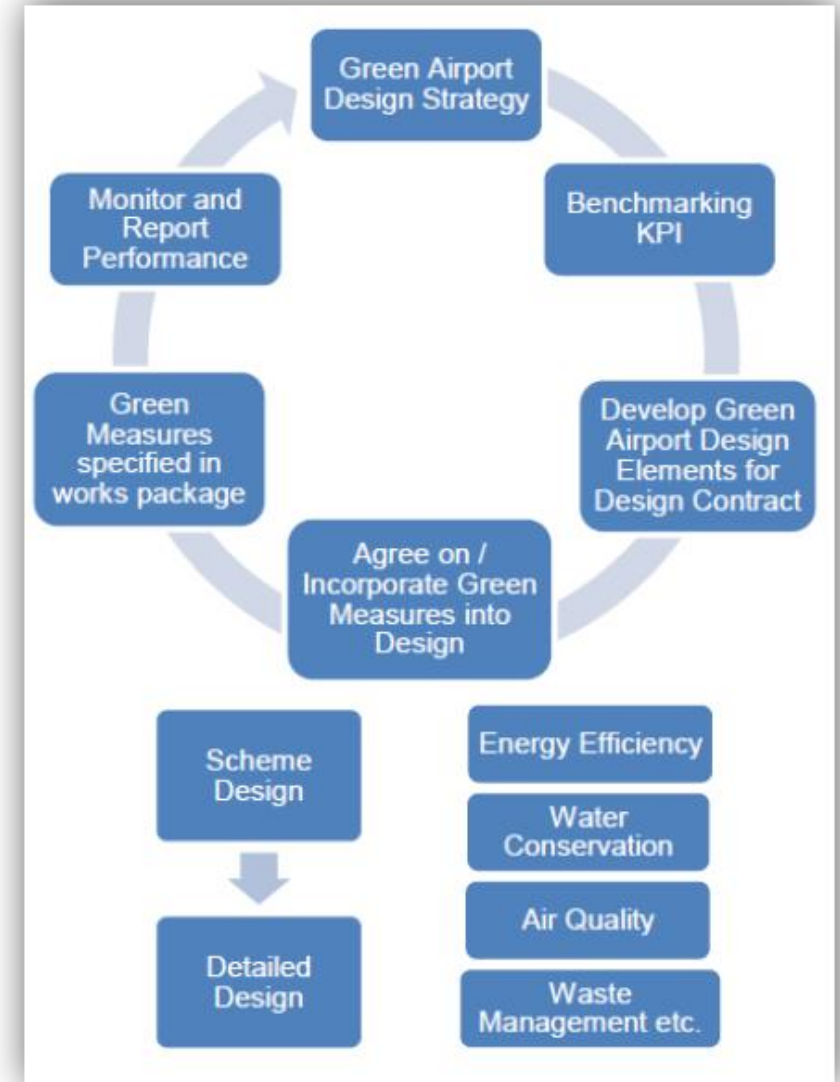 Green Airport
Design Strategy
Benchmarking
KPI
Develop Green
Airport Design
Elements for
Design Contract
Agree on /
Incorporate Green
Measures into
Design
Green
Measures
specified in
works package
Monitor and
Report
Performance
Scheme
Design
Detailed
Design
Energy Efficiency
Water
Conservation
Air Quality
Waste
Management etc.